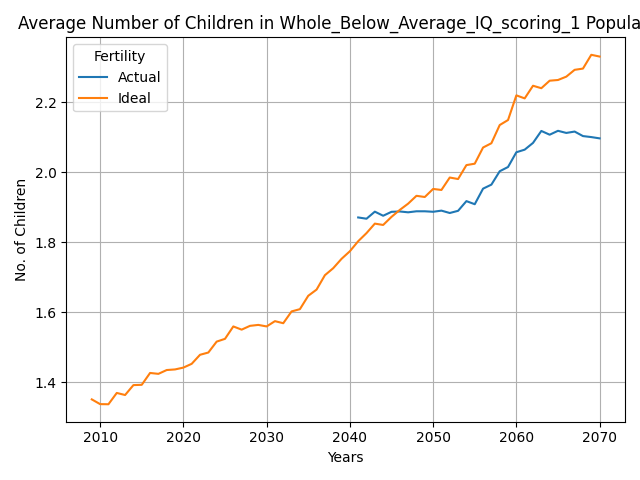 Average Number of Children in Whole_Below_Average_IQ_scoring_1 Popula
Fertility
Actual
Ideal
2.2
2.0
1.8
1.6
1.4
No. of Children
2010 2020 2030 2040 2050 2060 2070
Years